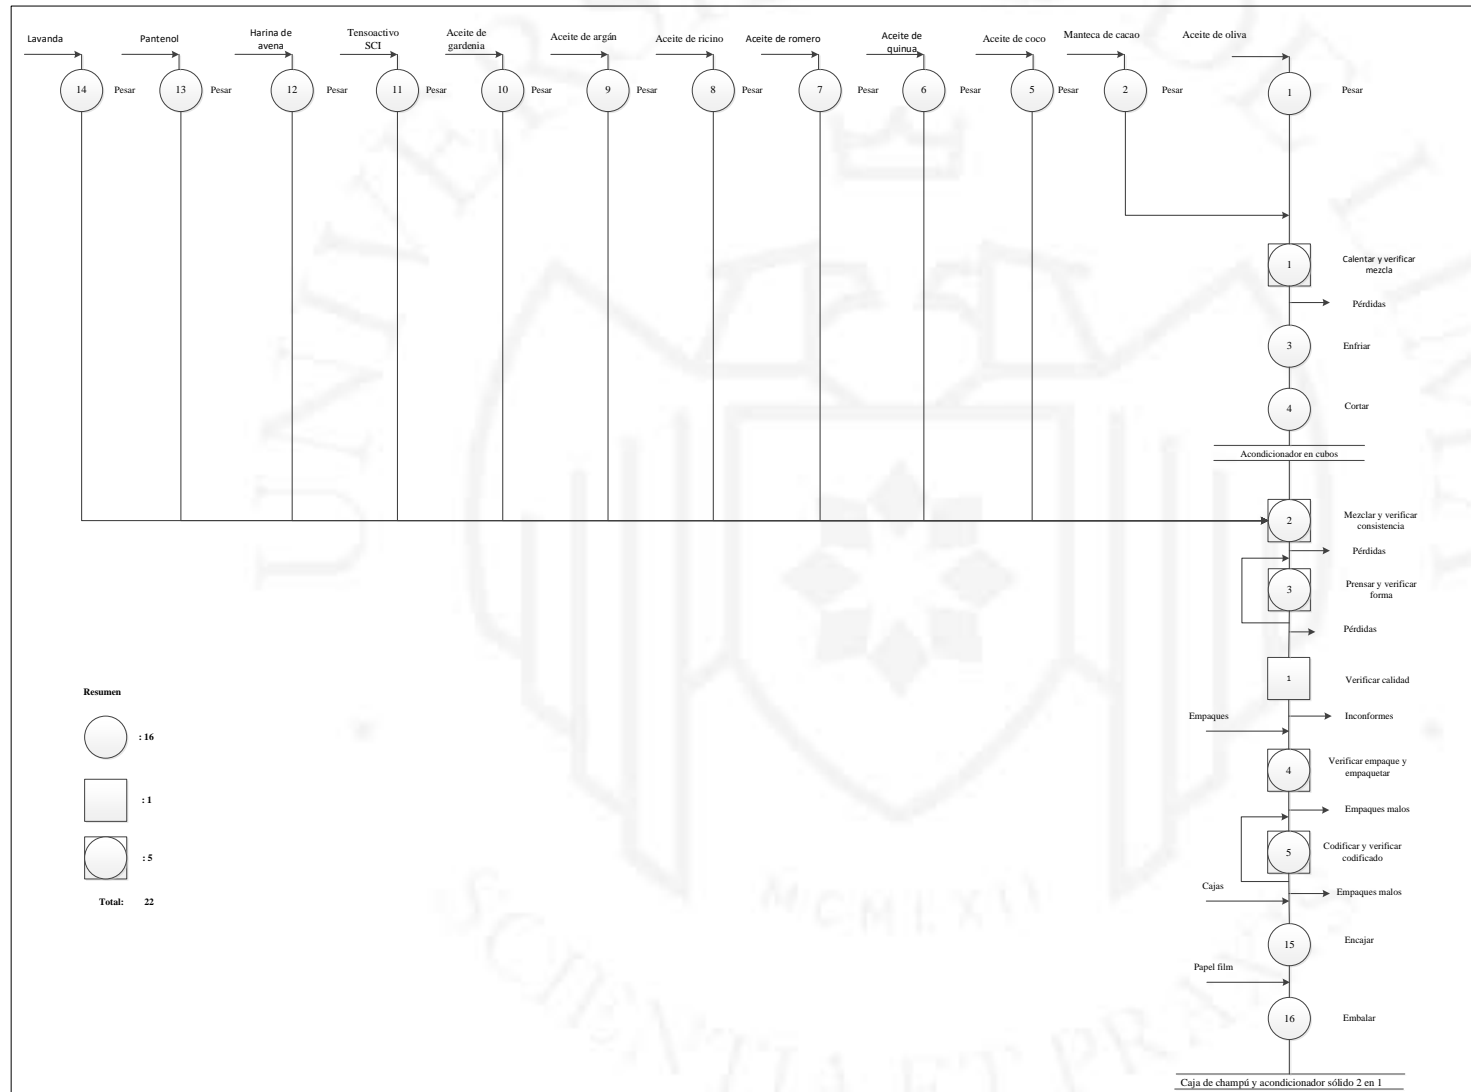 Lavanda
Pantenol
Harina de
avena
Tensoactivo
SCI
Aceite de
gardenia
Aceite de argán
Aceite de ricino
Aceite de romero
Aceite de
quinua
Aceite de coco
Manteca de cacao
Aceite de oliva
14 Pesar
13 Pesar
12 Pesar
11 Pesar
10 Pesar
9 Pesar
8 Pesar
7 Pesar
6 Pesar
5 Pesar
2 Pesar
1 Pesar
1
Calentar y verificar
mezcla
Pérdidas
3 Enfriar
4 Cortar
Acondicionador en cubos
2
Mezclar y verificar
consistencia
Pérdidas
3
Prensar y verificar
forma
Pérdidas
1 Verificar calidad
Empaques
Inconformes
4
Verificar empaque y
empaquetar
Empaques malos
5
Codificar y verificar
codificado
Cajas
Empaques malos
15 Encajar
Papel film
16 Embalar
Caja de champú y acondicionador sólido 2 en 1
Resumen
: 16
: 1
: 5
Total: 22
MCMLXII
SCIENTIA ET PRAXIS